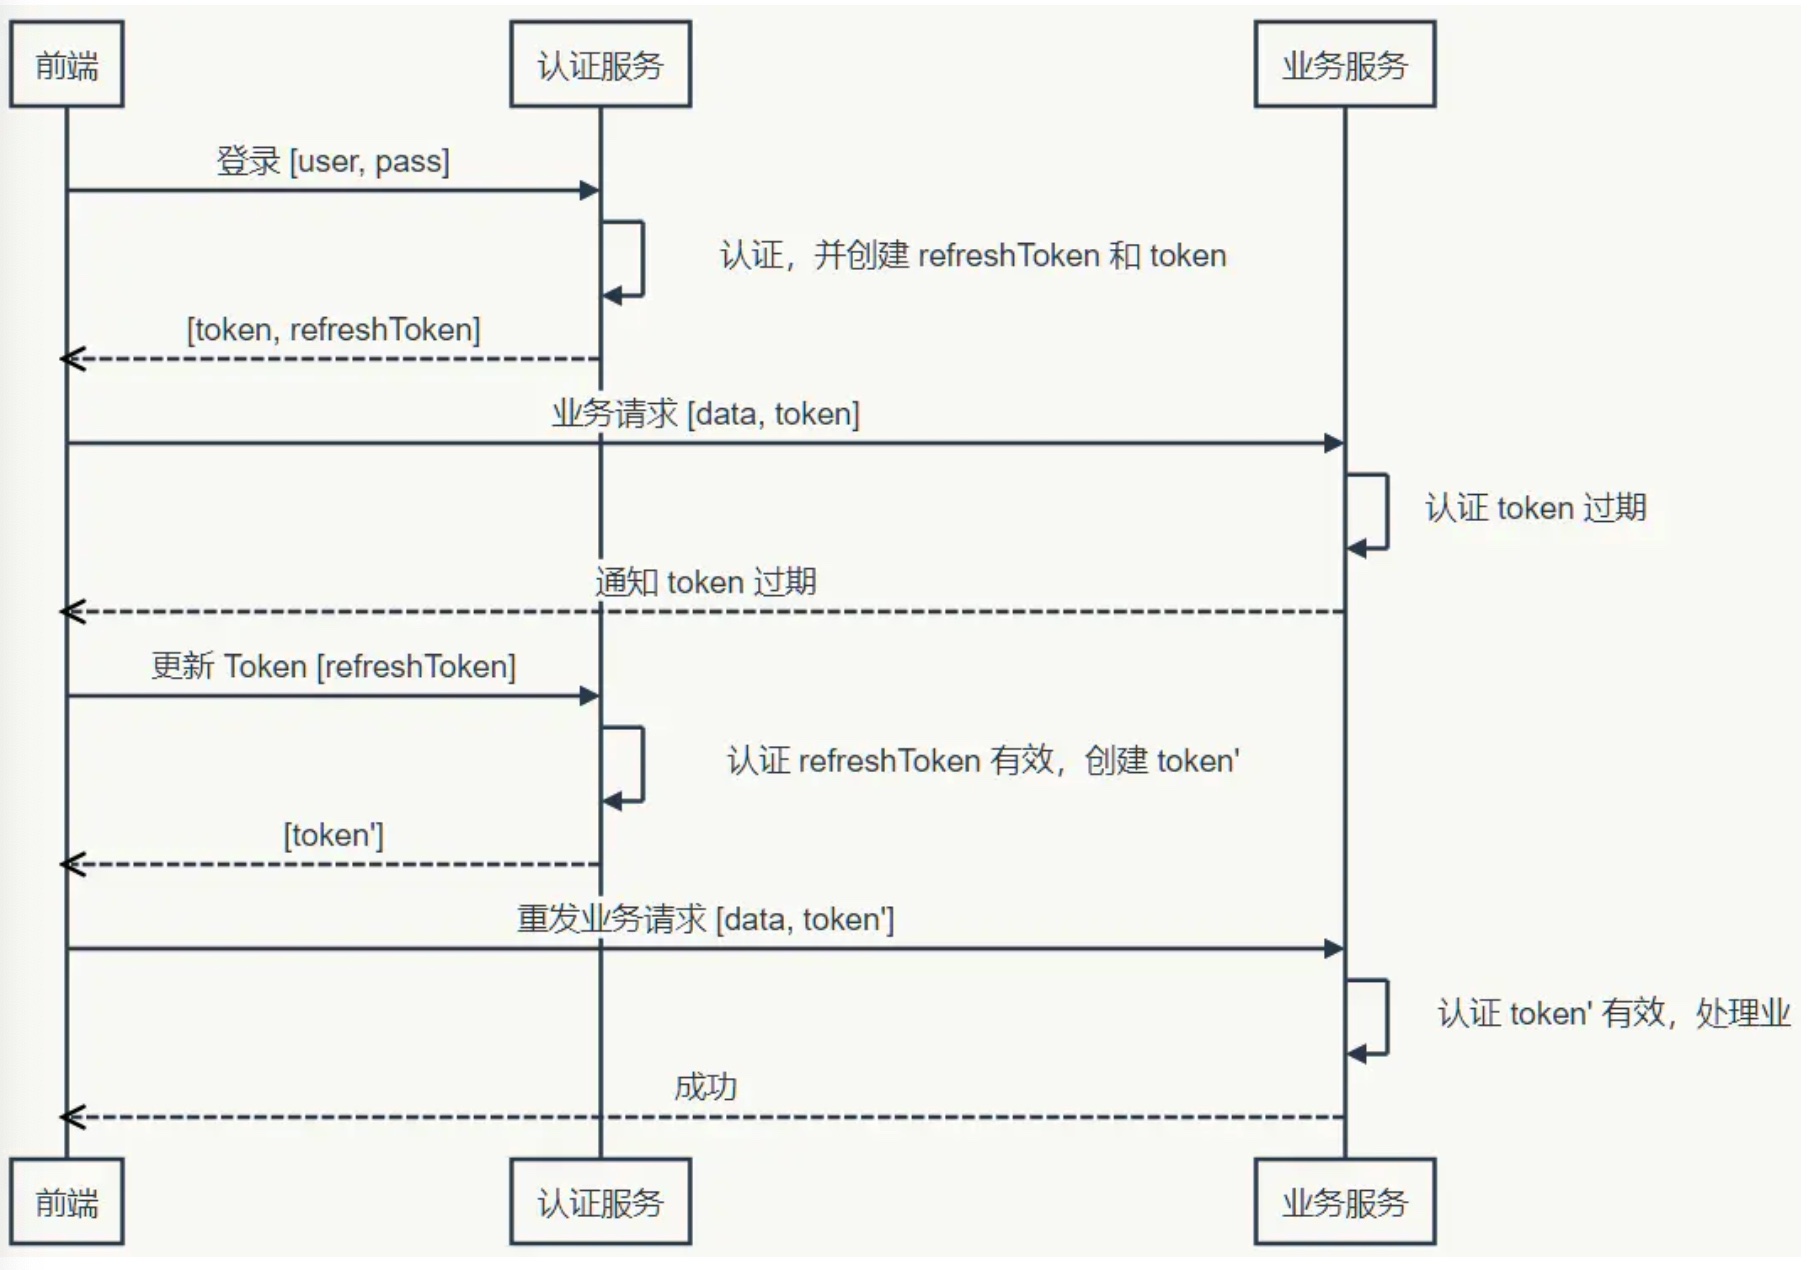 前端
认证服务
业务服务
登录 [user, pass]
认证，并创建 refreshToken 和 token
[token, refreshToken]
业务请求 [data, token]
认证 token 过期
通知 token 过期
更新 Token [refreshToken]
认证 refreshToken 有效，创建 token'
[token']
重发业务请求 [data, token']
认证 token' 有效，处理业
成功
前端
认证服务
业务服务